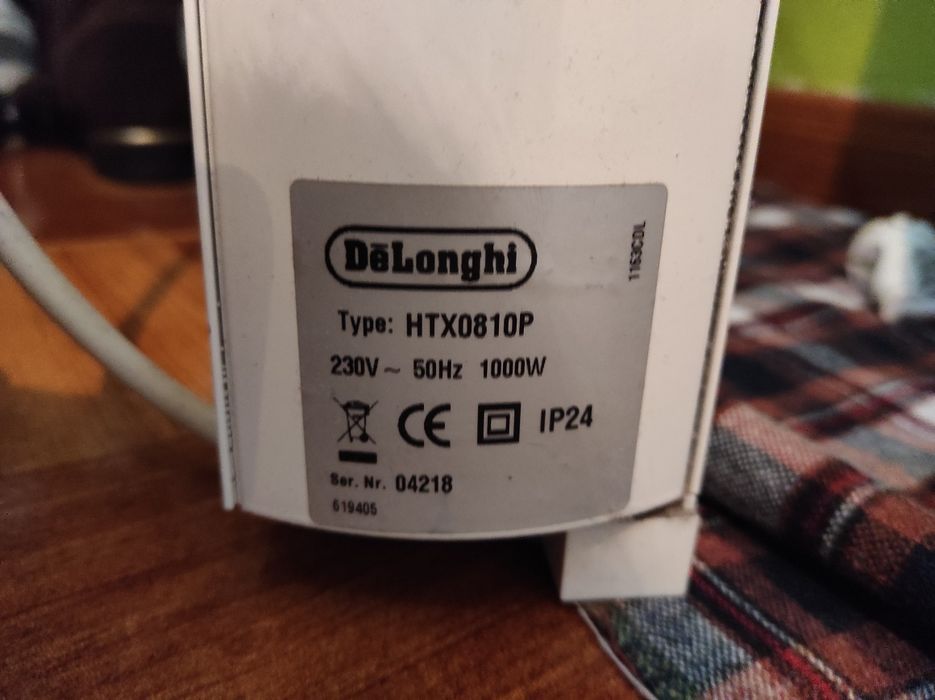 DēLonghi
1163CDL
Type: HTX0810P
230V ~ 50Hz 1000W
CE IP24
Ser. Nr. 04218
619405